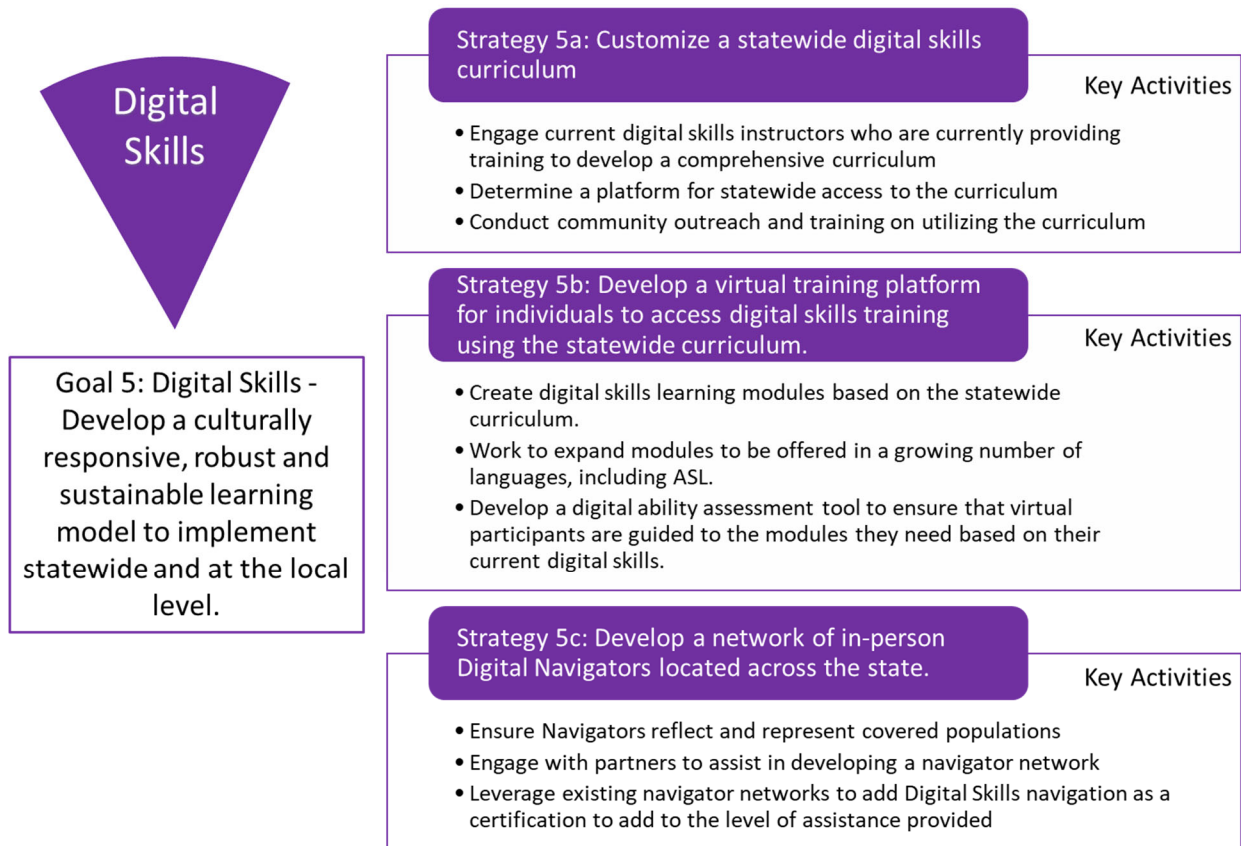 Digital
Skills
Goal 5: Digital Skills -
Develop a culturally
responsive, robust and
sustainable learning
model to implement
statewide and at the local
level.
Strategy 5a: Customize a statewide digital skills
curriculum
Key Activities
• Engage current digital skills instructors who are currently providing
training to develop a comprehensive curriculum
• Determine a platform for statewide access to the curriculum
• Conduct community outreach and training on utilizing the curriculum
Strategy 5b: Develop a virtual training platform
for individuals to access digital skills training
using the statewide curriculum.
Key Activities
• Create digital skills learning modules based on the statewide
curriculum.
• Work to expand modules to be offered in a growing number of
languages, including ASL.
• Develop a digital ability assessment tool to ensure that virtual
participants are guided to the modules they need based on their
current digital skills.
Strategy 5c: Develop a network of in-person
Digital Navigators located across the state.
Key Activities
• Ensure Navigators reflect and represent covered populations
• Engage with partners to assist in developing a navigator network
• Leverage existing navigator networks to add Digital Skills navigation as a
certification to add to the level of assistance provided